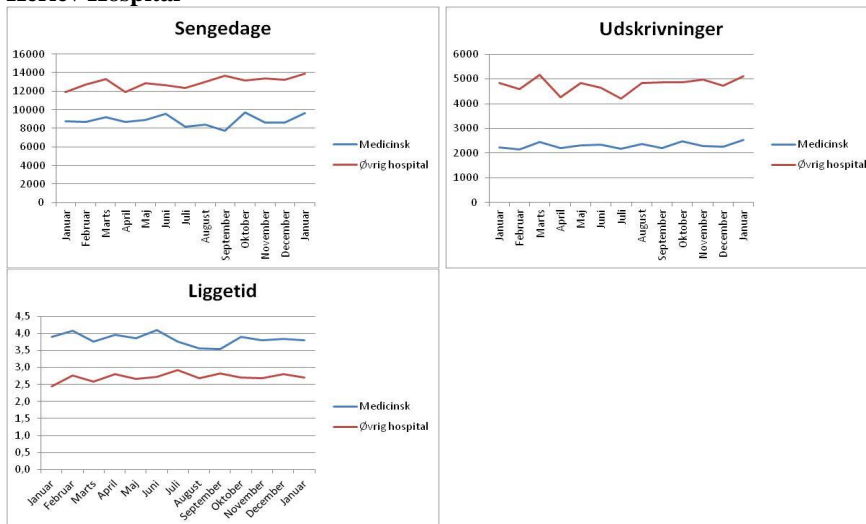 Herlev Hospital
Sengedage
16000
14000
12000
10000
8000
6000
4000
2000
0
Januar
Februar
Marts
April
Maj
Juni
Juli
August
September
Oktober
November
December
Januar
Medicinsk
Øvrig hospital
Udskrivninger
6000
5000
4000
3000
2000
1000
0
Januar
Februar
Marts
April
Maj
Juni
Juli
August
September
Oktober
November
December
Januar
Medicinsk
Øvrig hospital
Liggetid
4,5
4,0
3,5
3,0
2,5
2,0
1,5
1,0
0,5
0,0
Januar
Februar
Marts
April
Maj
Juni
Juli
August
September
Oktober
November
December
Januar
Medicinsk
Øvrig hospital